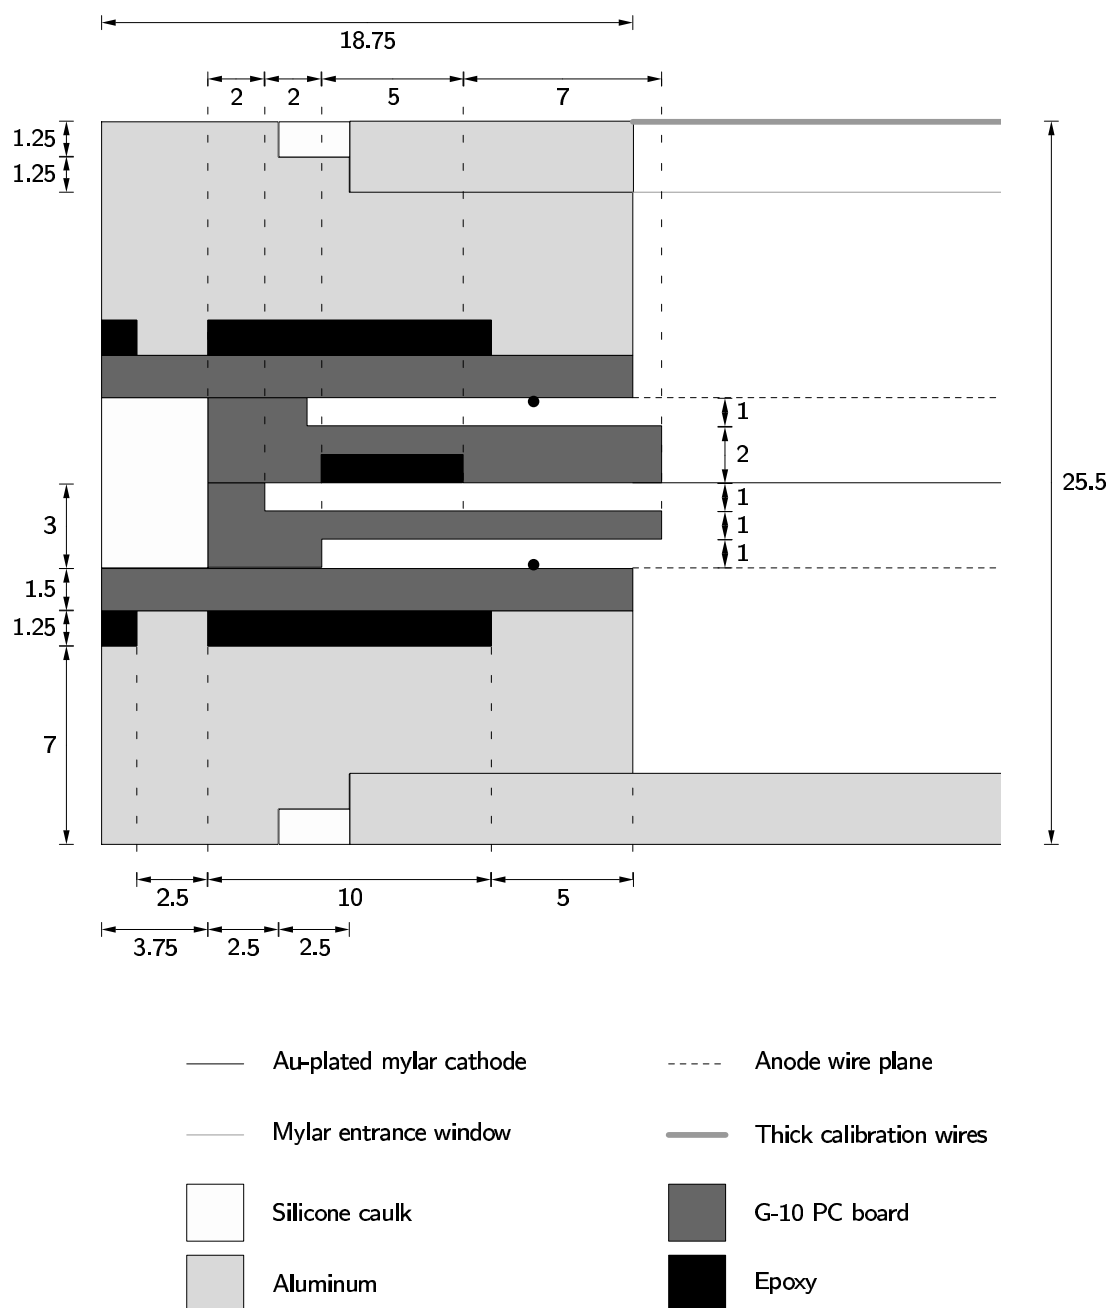 18.75
2 2 5 7
1.25
1.25
1
2
25.5
1
3
1
1
1.5
1.25
7
2.5 10 5
3.75 2.5 2.5
Au-plated mylar cathode Anode wire plane
Mylar entrance window Thick calibration wires
Silicone caulk G-10 PC board
Aluminum Epoxy